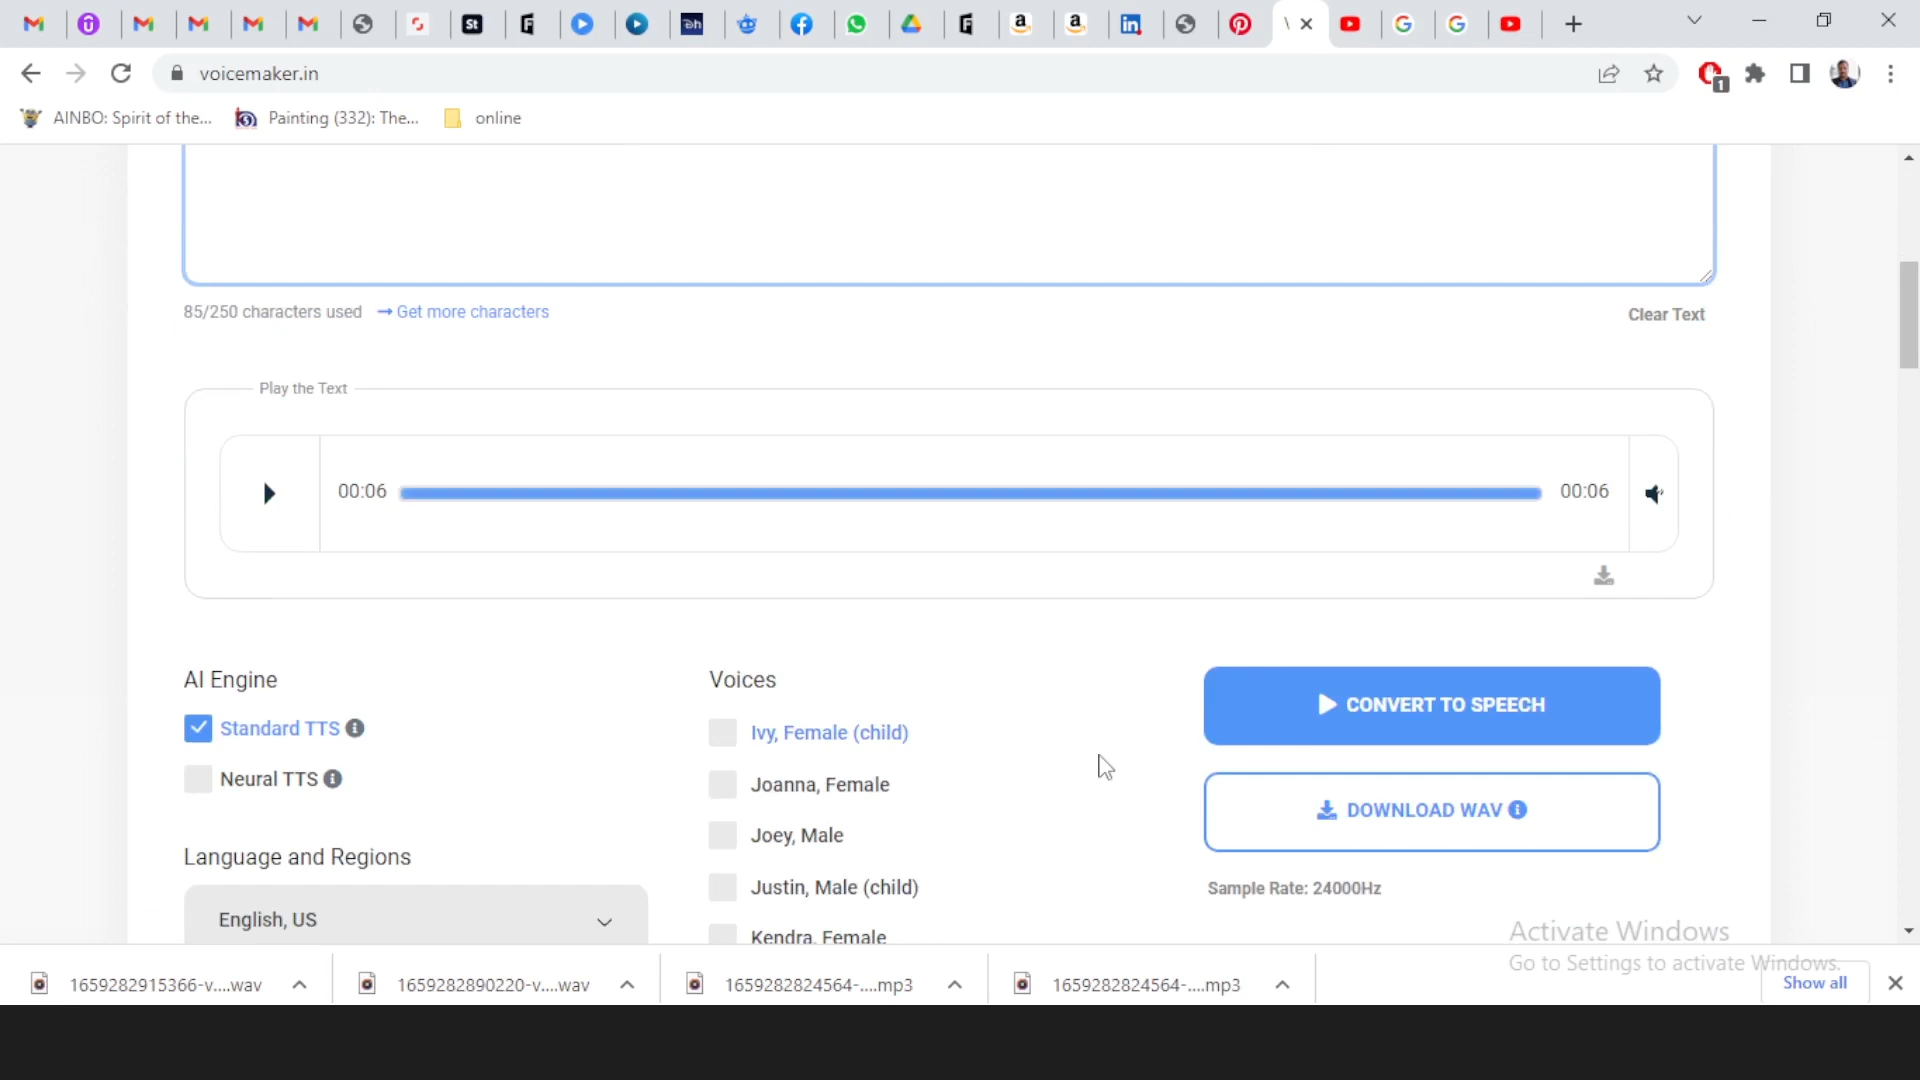 voicemaker.in
AINBO: Spirit of the...
Painting (332): The...
online
85/250 characters used
Get more characters
Clear Text
Play the Text
00:06
00:06
AI Engine
Voices
CONVERT TO SPEECH
Standard TTS
Ivy, Female (child)
Neural TTS
Joanna, Female
DOWNLOAD WAV
Joey, Male
Language and Regions
Justin, Male (child)
Sample Rate: 24000Hz
English, US
Kendra, Female
Activate Windows
Go to Settings to activate Windows.
1659282915366-v....wav
1659282890220-v....wav
1659282824564-....mp3
1659282824564-....mp3
Show all